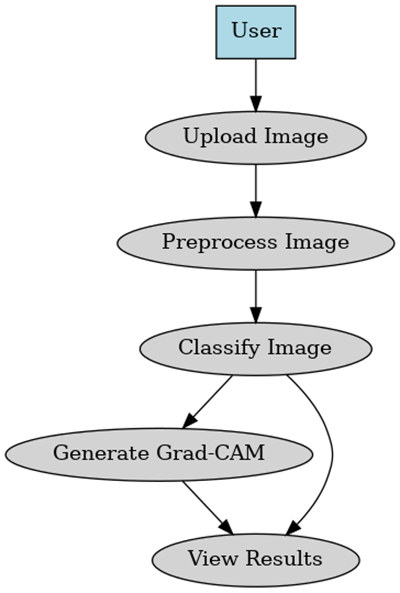 User
Upload Image
Preprocess Image
Classify Image
Generate Grad-CAM
View Results